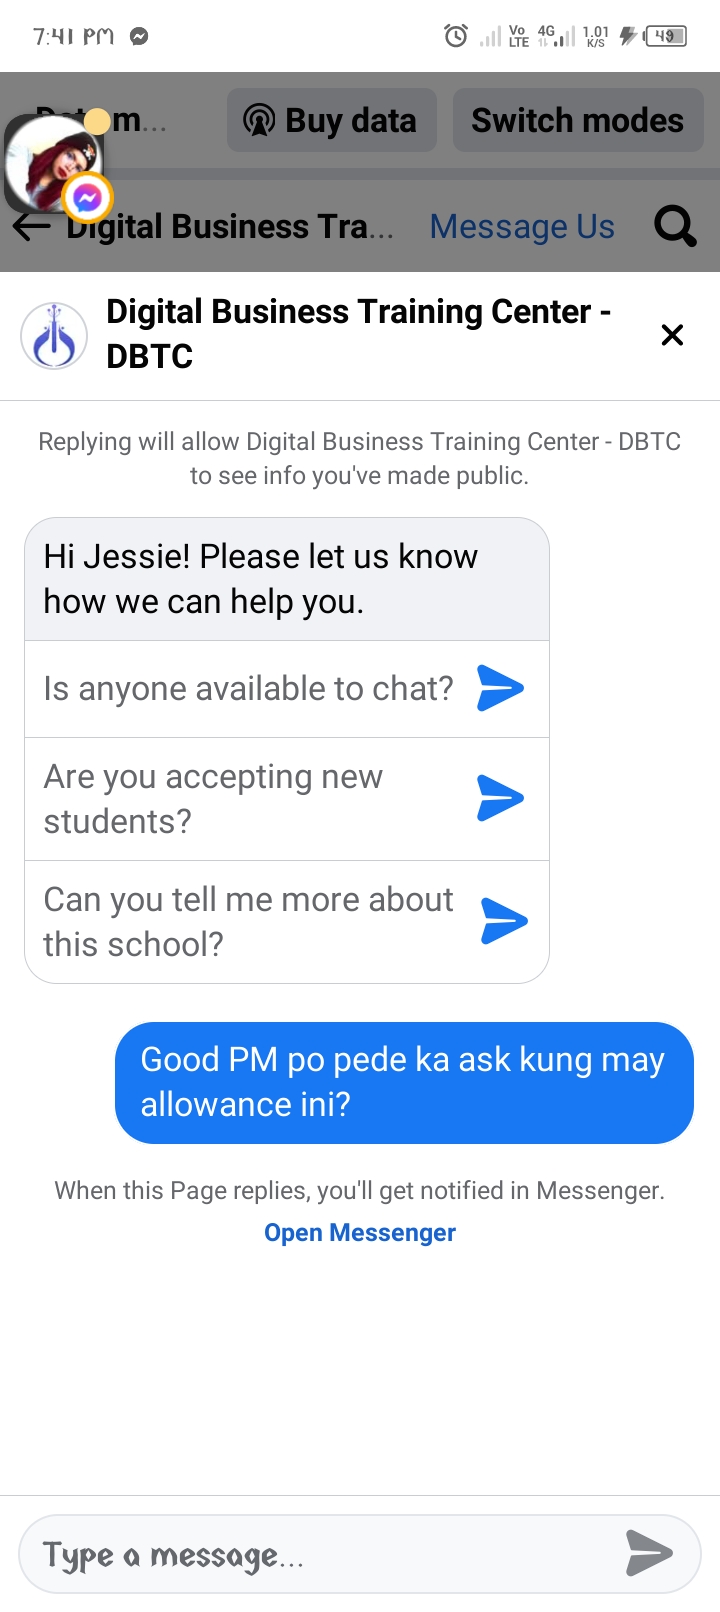 7:41 PM
Vo LTE 4G 1.01 K/S 49
m...
Buy data
Switch modes
Digital Business Tra...
Message Us
Digital Business Training Center -
DBTC
Replying will allow Digital Business Training Center - DBTC
to see info you've made public.
Hi Jessie! Please let us know
how we can help you.
Is anyone available to chat?
Are you accepting new
students?
Can you tell me more about
this school?
Good PM po pede ka ask kung may
allowance ini?
When this Page replies, you'll get notified in Messenger.
Open Messenger
Type a message...